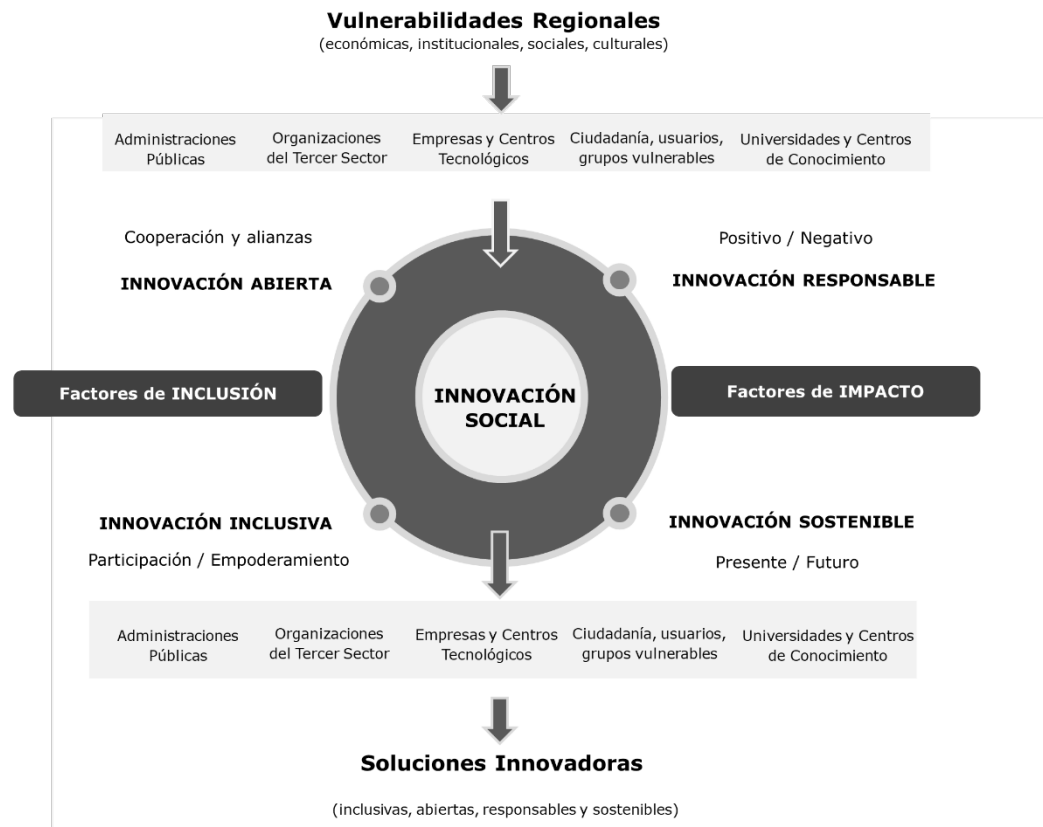 Vulnerabilidades Regionales
(económicas, institucionales, sociales, culturales)
Administraciones
Públicas
Organizaciones
del Tercer Sector
Empresas y Centros
Tecnológicos
Ciudadanía, usuarios,
grupos vulnerables
Universidades y Centros
de Conocimiento
Cooperación y alianzas
INNOVACIÓN ABIERTA
Positivo / Negativo
INNOVACIÓN RESPONSABLE
Factores de INCLUSIÓN
INNOVACIÓN
SOCIAL
Factores de IMPACTO
INNOVACIÓN INCLUSIVA
Participación / Empoderamiento
INNOVACIÓN SOSTENIBLE
Presente / Futuro
Administraciones
Públicas
Organizaciones
del Tercer Sector
Empresas y Centros
Tecnológicos
Ciudadanía, usuarios,
grupos vulnerables
Universidades y Centros
de Conocimiento
Soluciones Innovadoras
(inclusivas, abiertas, responsables y sostenibles)